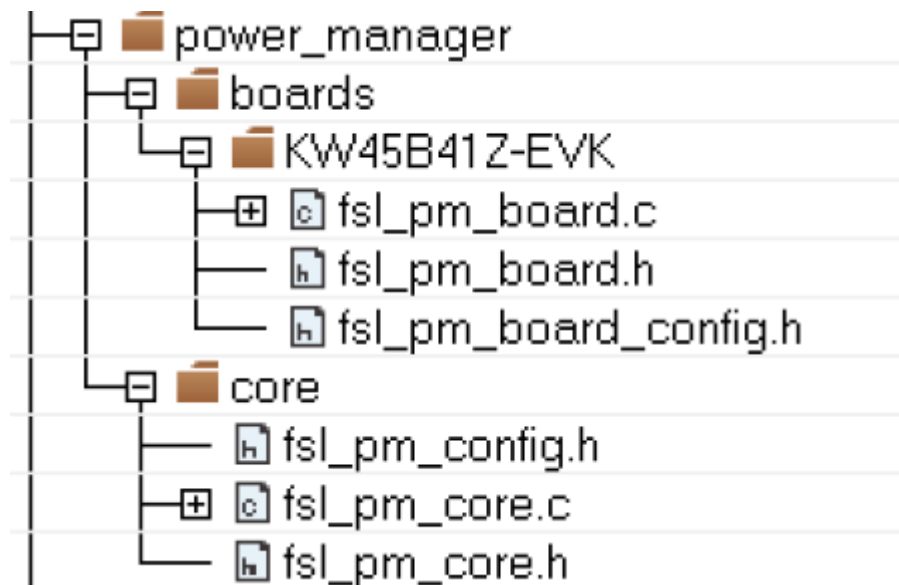 power_manager
boards
KW45B41Z-EVK
c fsl_pm_board.c
h fsl_pm_board.h
h fsl_pm_board_config.h
core
h fsl_pm_config.h
c fsl_pm_core.c
h fsl_pm_core.h